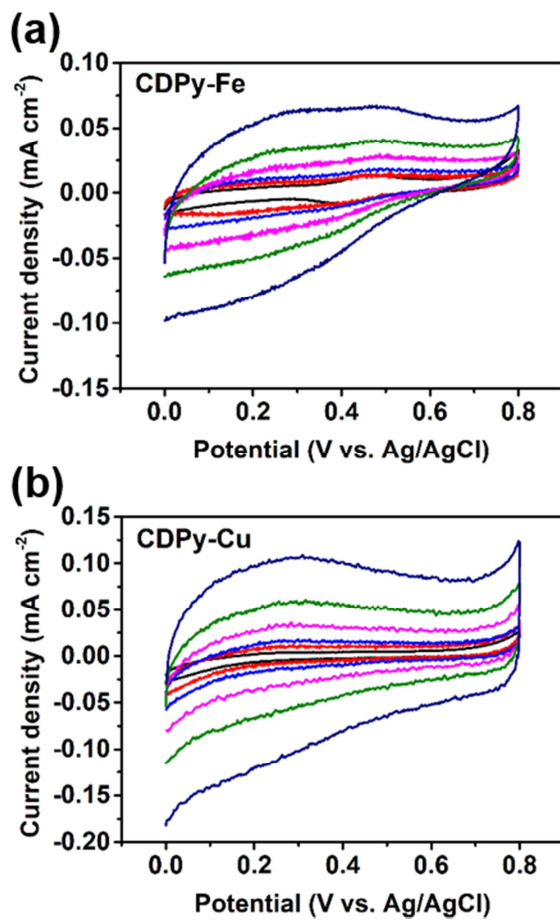 (a)
CDPy-Fe
Current density (mA cm⁻²)
0.10
0.05
0.00
-0.05
-0.10
-0.15
0.0 0.2 0.4 0.6 0.8
Potential (V vs. Ag/AgCl)
(b)
CDPy-Cu
Current density (mA cm⁻²)
0.15
0.10
0.05
0.00
-0.05
-0.10
-0.15
-0.20
0.0 0.2 0.4 0.6 0.8
Potential (V vs. Ag/AgCl)